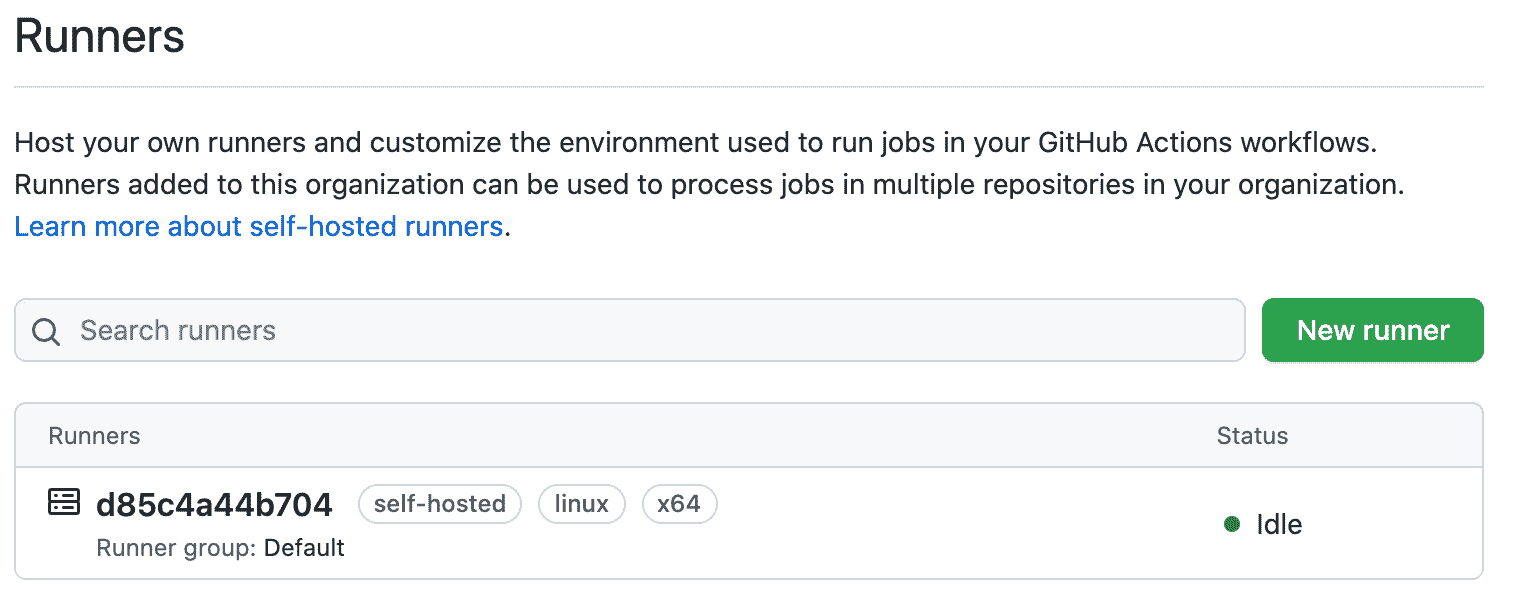 Runners
Host your own runners and customize the environment used to run jobs in your GitHub Actions workflows.
Runners added to this organization can be used to process jobs in multiple repositories in your organization.
Learn more about self-hosted runners.
Search runners
New runner
Runners Status
d85c4a44b704 self-hosted linux x64
Idle
Runner group: Default